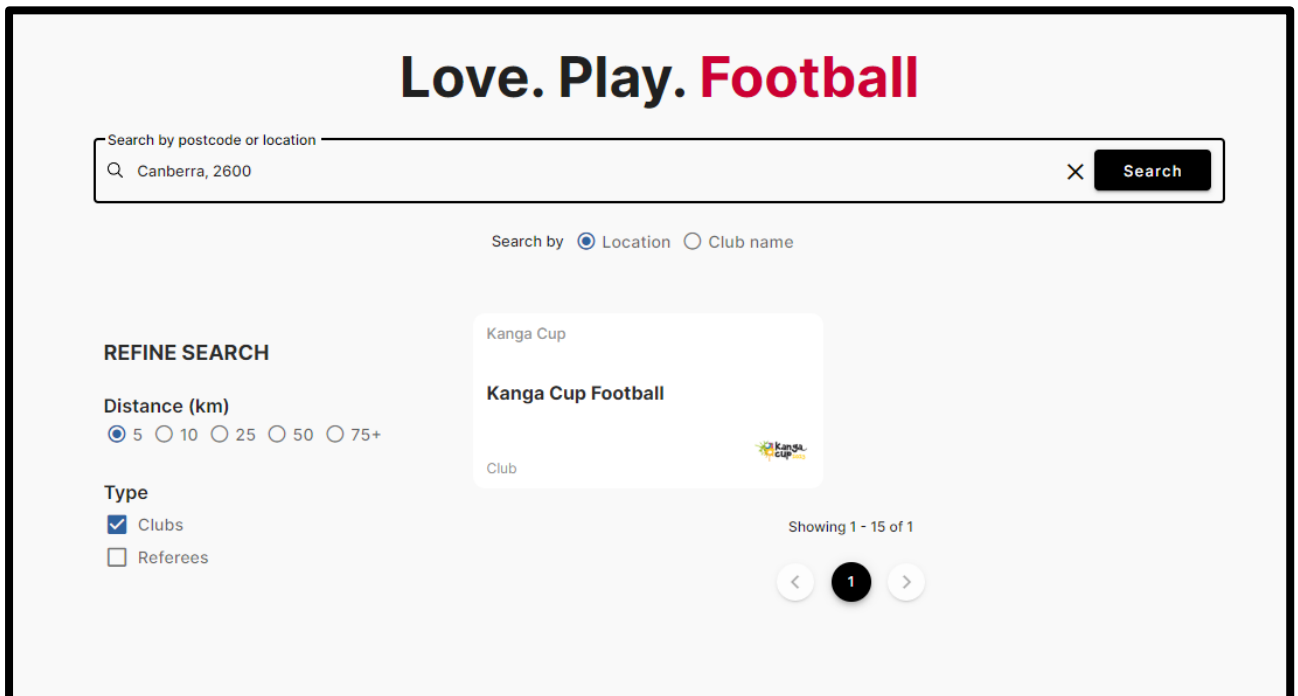 Love. Play. Football
Search by postcode or location
Canberra, 2600
Search
Search by Location Club name
REFINE SEARCH
Distance (km)
5 10 25 50 75+
Type
Clubs
Referees
Kanga Cup
Kanga Cup Football
Kanga
Cup
Club
Showing 1 - 15 of 1
1